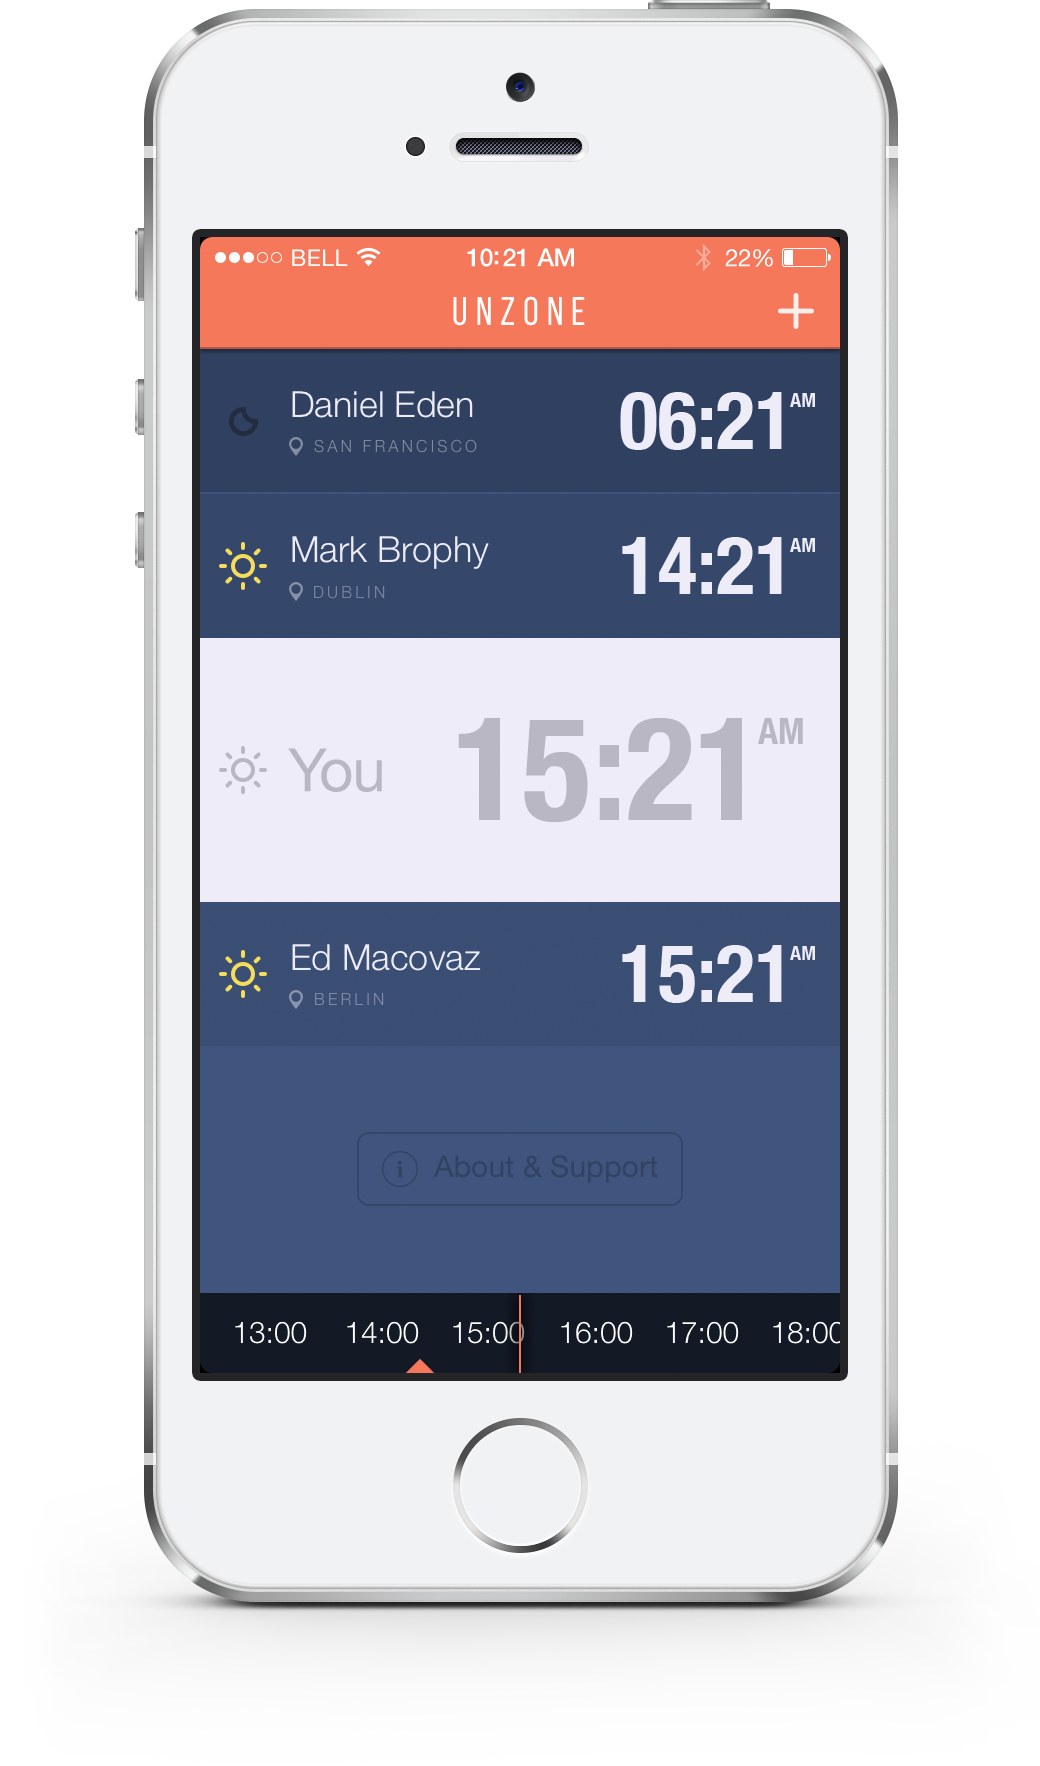 BELL 10:21 AM 22%
UNZONE
Daniel Eden
SAN FRANCISCO
06:21 AM
Mark Brophy
DUBLIN
14:21 AM
You 15:21 AM
Ed Macovaz
BERLIN
15:21 AM
i About & Support
13:00 14:00 15:00 16:00 17:00 18:00